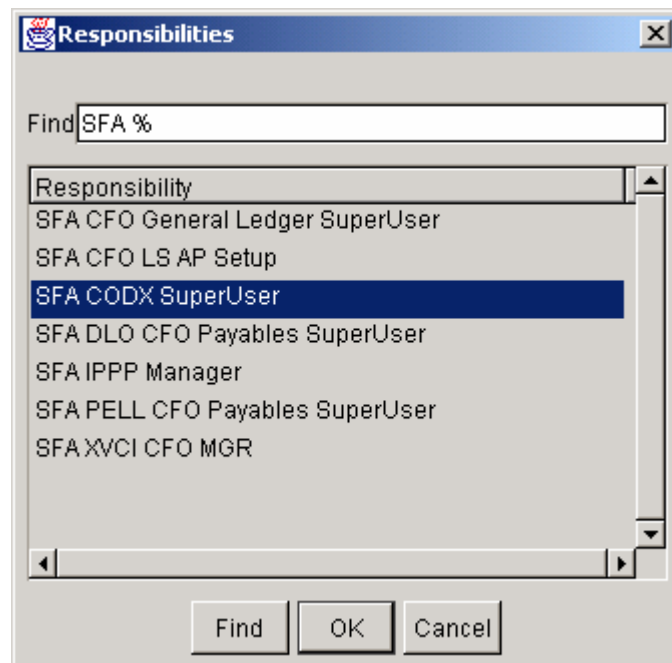 Responsibilities
Find SFA %
Responsibility
SFA CFO General Ledger SuperUser
SFA CFO LS AP Setup
SFA CODX SuperUser
SFA DLO CFO Payables SuperUser
SFA IPPP Manager
SFA PELL CFO Payables SuperUser
SFA XVCI CFO MGR
Find OK Cancel